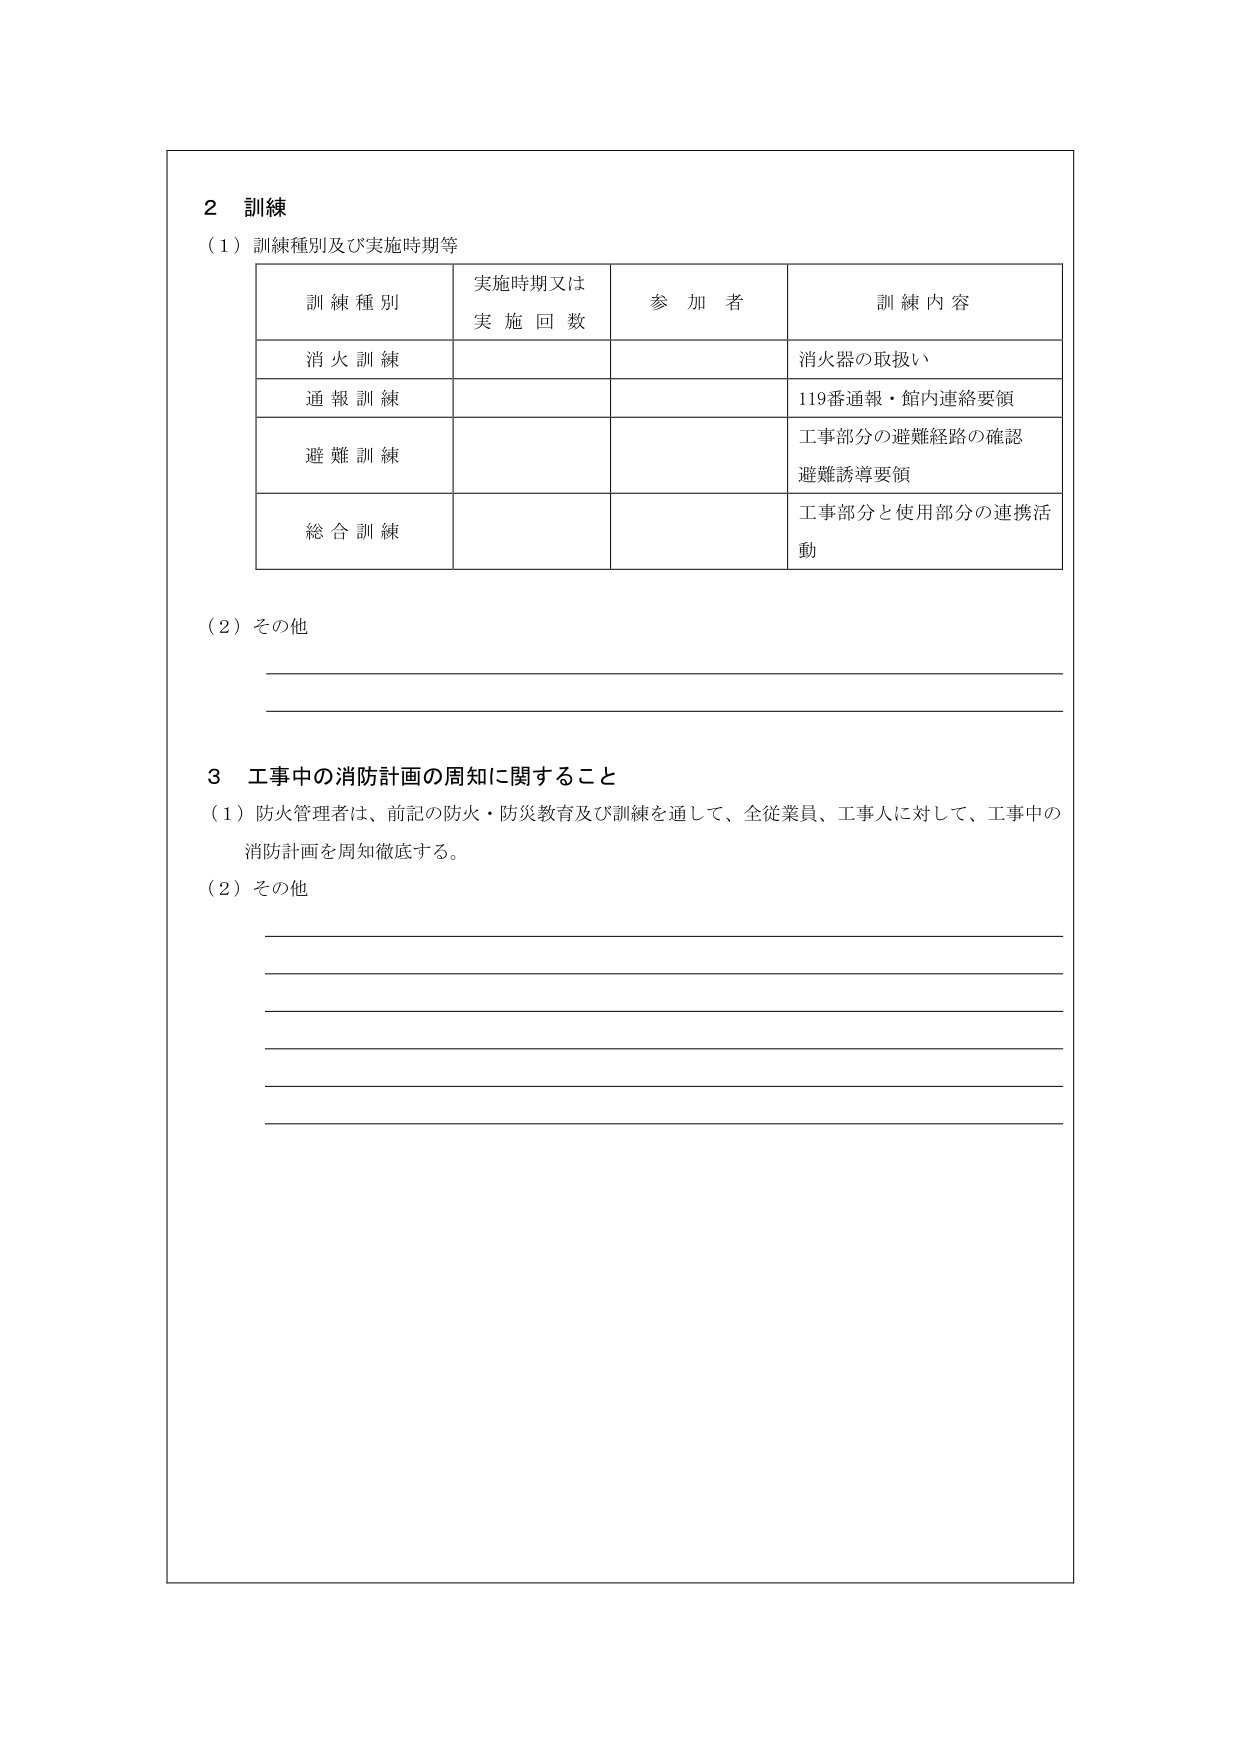 ２　訓練
（１）訓練種別及び実施時期等
訓練種別
実施時期又は
実施回数
参加者
訓練内容
消火訓練
消火器の取扱い
通報訓練
119番通報・館内連絡要領
避難訓練
工事部分の避難経路の確認
避難誘導要領
総合訓練
工事部分と使用部分の連携活
動
（２）その他
３　工事中の消防計画の周知に関すること
（１）防火管理者は、前記の防火・防災教育及び訓練を通して、全従業員、工事人に対して、工事中の
消防計画を周知徹底する。
（２）その他